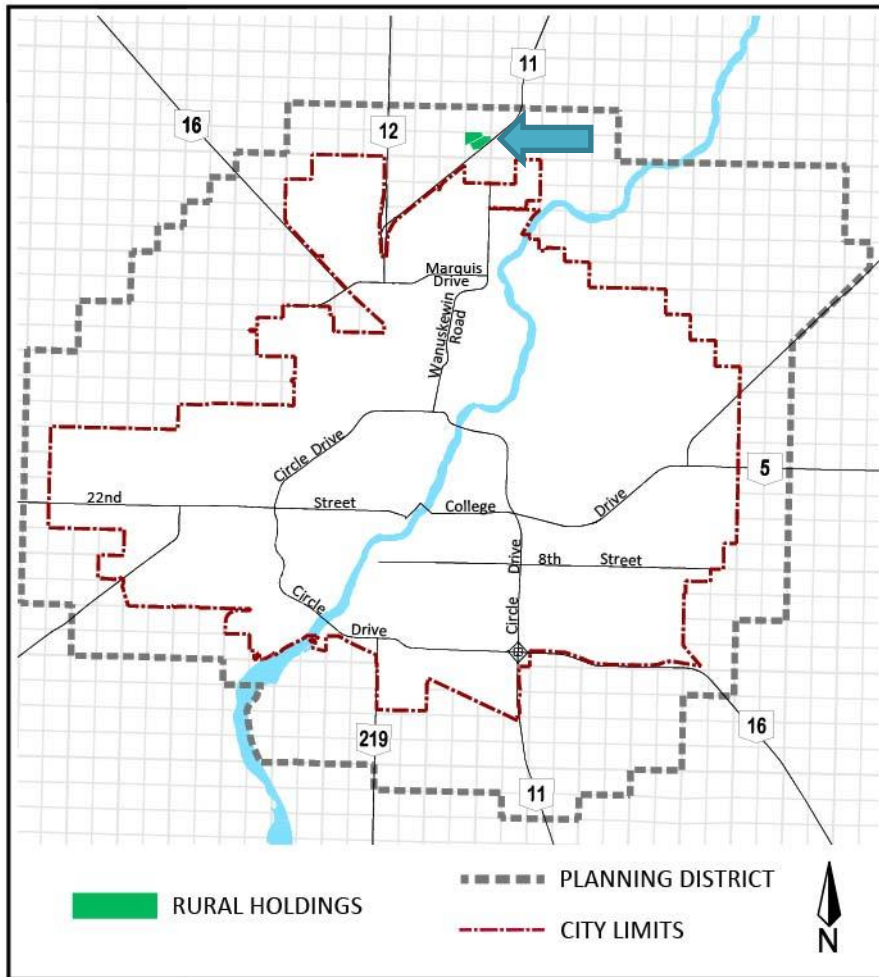 11
16
12
Marquis
Drive
Wanuskewin
Road
Circle Drive
5
22nd
Street
College
Drive
Drive
8th
Street
Circle
Circle
Drive
16
219
11
RURAL HOLDINGS
PLANNING DISTRICT
CITY LIMITS
N